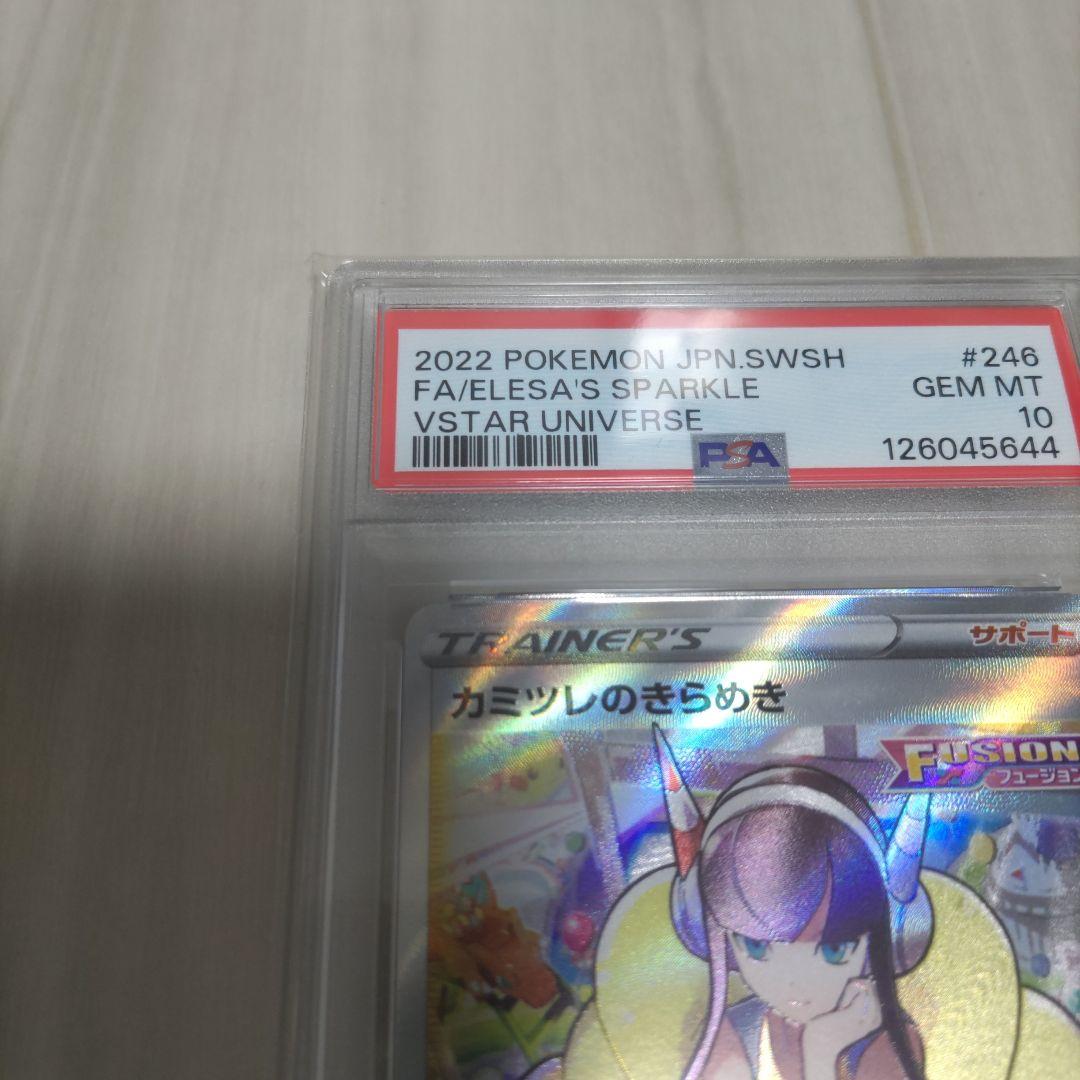 2022 POKEMON JPN.SWSH #246
FA/ELESA'S SPARKLE GEM MT
VSTAR UNIVERSE 10
PSA 126045644
TRAINER'S サポート
カミツレのきらめき
FUSION
フュージョン